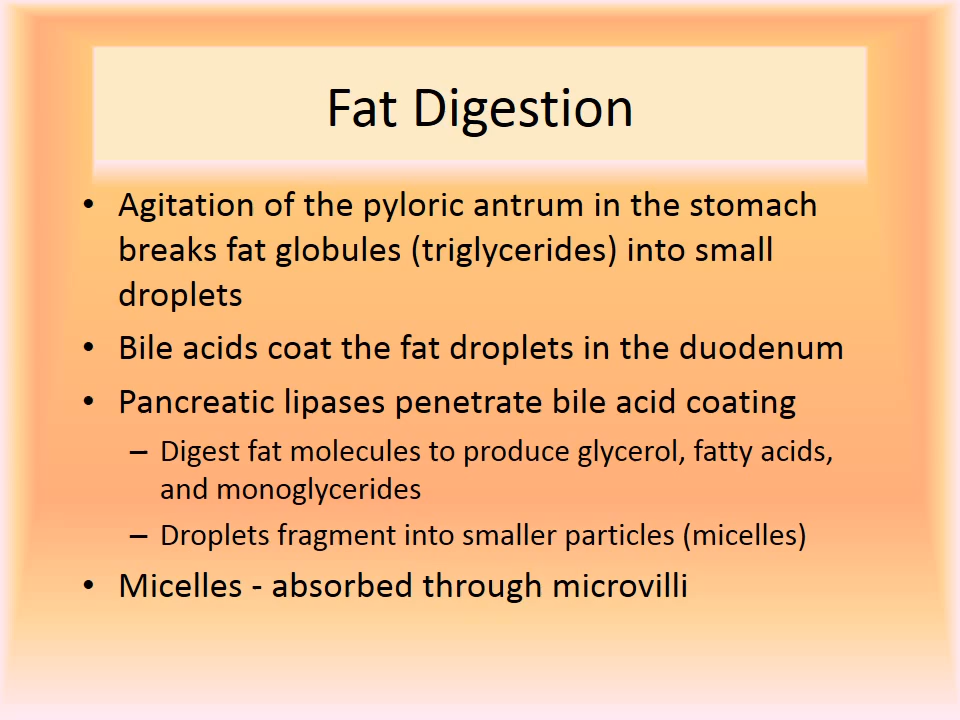 Fat Digestion
• Agitation of the pyloric antrum in the stomach
breaks fat globules (triglycerides) into small
droplets
• Bile acids coat the fat droplets in the duodenum
• Pancreatic lipases penetrate bile acid coating
– Digest fat molecules to produce glycerol, fatty acids,
and monoglycerides
– Droplets fragment into smaller particles (micelles)
• Micelles - absorbed through microvilli